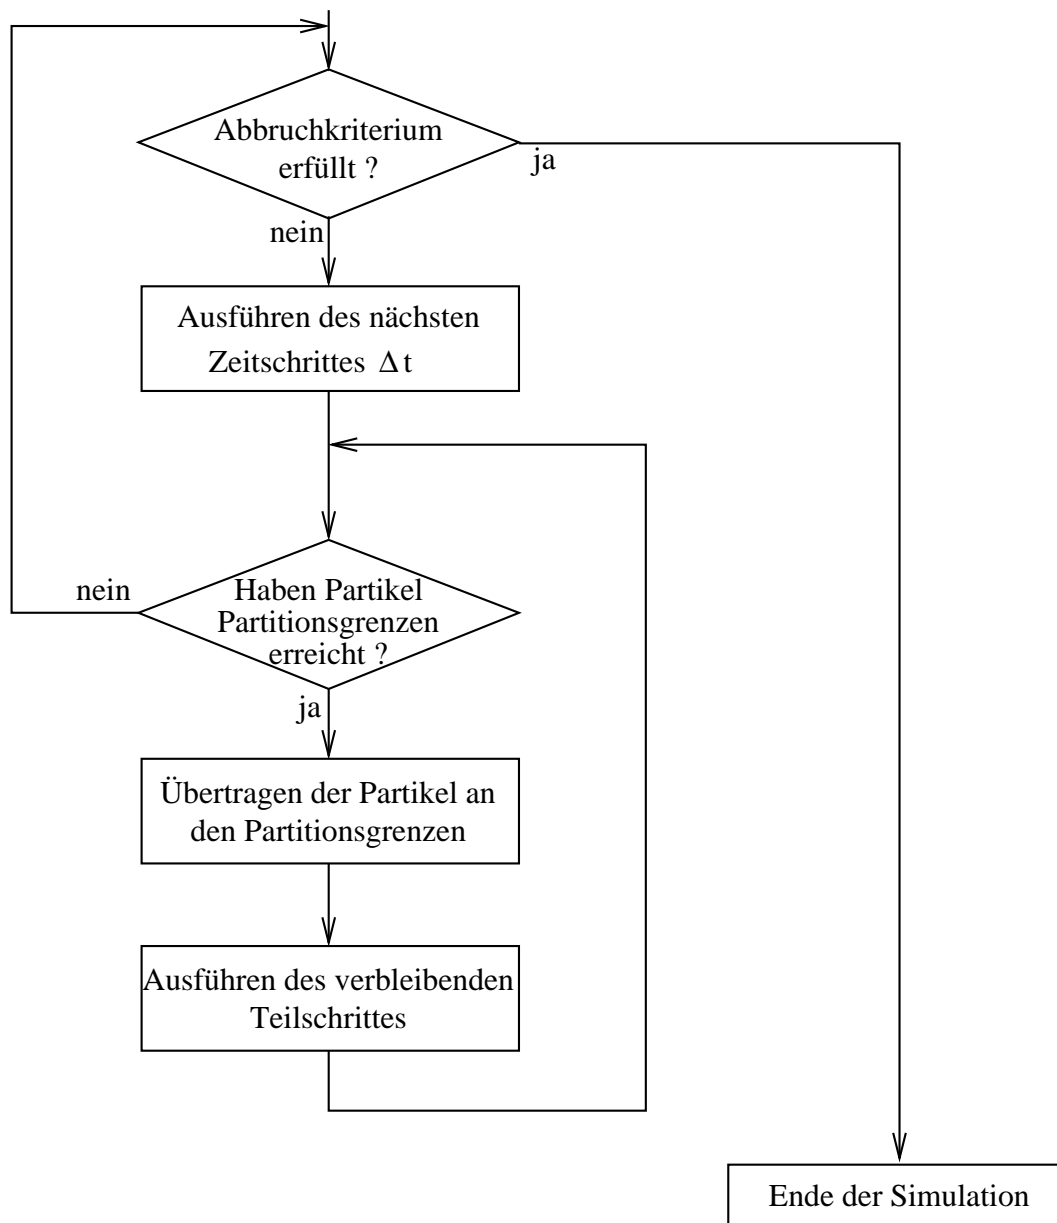 Abbruchkriterium
erfüllt ?
ja
nein
Ausführen des nächsten
Zeitschrittes Δ t
nein
Haben Partikel
Partitionsgrenzen
erreicht ?
ja
Übertragen der Partikel an
den Partitionsgrenzen
Ausführen des verbleibenden
Teilschrittes
Ende der Simulation